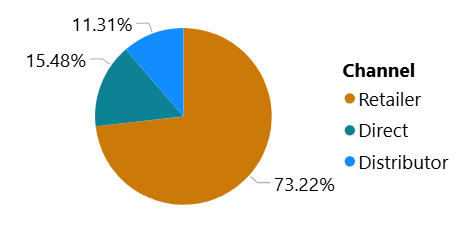 11.31%
15.48%
73.22%
Channel
Retailer
Direct
Distributor